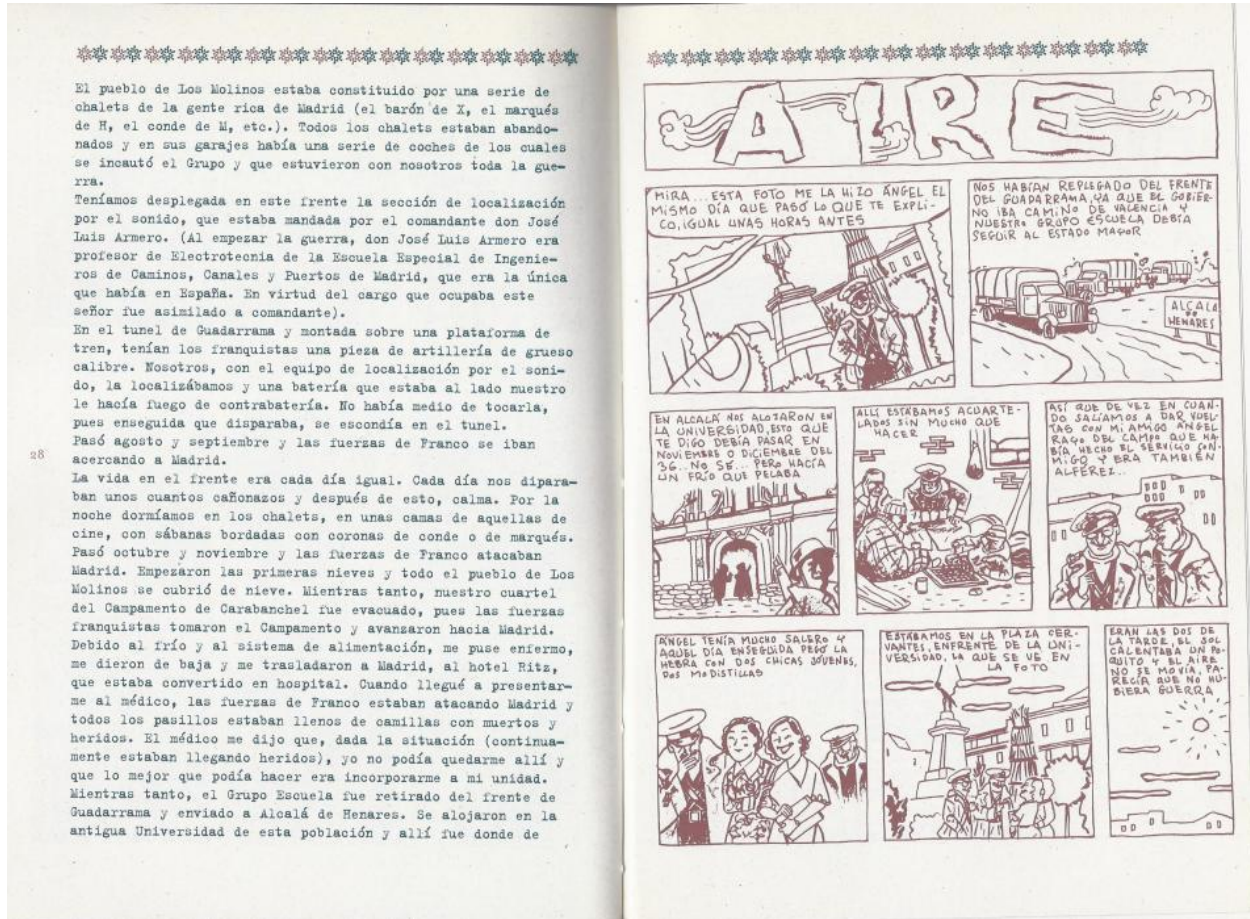 El pueblo de Los Molinos estaba constituido por una serie de
chalets de la gente rica de Madrid (el barón de X, el marqués
de H, el conde de M, etc.). Todos los chalets estaban abando-
nados y en sus garajes había una serie de coches de los cuales
se incautó el Grupo y que estuvieron con nosotros toda la gue-
rra.
Teníamos desplegada en este frente la sección de localización
por el sonido, que estaba mandada por el comandante don José
Luis Armero. (Al empezar la guerra, don José Luis Armero era
profesor de Electrotecnia de la Escuela Especial de Ingenie-
ros de Caminos, Canales y Puertos de Madrid, que era la única
que había en España. En virtud del cargo que ocupaba este
señor fue asimilado a comandante).
En el tunel de Guadarrama y montada sobre una plataforma de
tren, tenían los franquistas una pieza de artillería de grueso
calibre. Nosotros, con el equipo de localización por el soni-
do, la localizábamos y una batería que estaba al lado nuestro
le hacía fuego de contrabatería. No había medio de tocarla,
pues enseguida que disparaba, se escondía en el tunel.
Pasó agosto y septiembre y las fuerzas de Franco se iban
acercando a Madrid.
La vida en el frente era cada día igual. Cada día nos dipara-
ban unos cuantos cañonazos y después de esto, calma. Por la
noche dormíamos en los chalets, en unas camas de aquellas de
cine, con sábanas bordadas con coronas de conde o de marqués.
Pasó octubre y noviembre y las fuerzas de Franco atacaban
Madrid. Empezaron las primeras nieves y todo el pueblo de Los
Molinos se cubrió de nieve. Mientras tanto, nuestro cuartel
del Campamento de Carabanchel fue evacuado, pues las fuerzas
franquistas tomaron el Campamento y avanzaron hacia Madrid.
Debido al frío y al sistema de alimentación, me puse enfermo,
me dieron de baja y me trasladaron a Madrid, al hotel Ritz,
que estaba convertido en hospital. Cuando llegué a presentar-
me al médico, las fuerzas de Franco estaban atacando Madrid y
todos los pasillos estaban llenos de camillas con muertos y
heridos. El médico me dijo que, dada la situación (continua-
mente estaban llegando heridos), yo no podía quedarme allí y
que lo mejor que podía hacer era incorporarme a mi unidad.
Mientras tanto, el Grupo Escuela fue retirado del frente de
Guadarrama y enviado a Alcalá de Henares. Se alojaron en la
antigua Universidad de esta población y allí fue donde de
28
AIRE
MIRA... ESTA FOTO ME LA HIZO ÁNGEL EL
MISMO DÍA QUE PASÓ LO QUE TE EXPLI-
CO, IGUAL UNAS HORAS ANTES
NOS HABÍAN REPLEGADO DEL FRENTE
DEL GUADARRAMA, YA QUE EL GOBIER-
NO IBA CAMINO DE VALENCIA Y
NUESTRO GRUPO ESCUELA DEBÍA
SEGUIR AL ESTADO MAYOR
ALCALA
DE
HENARES
EN ALCALÁ NOS ALOJARON EN
LA UNIVERSIDAD, ESTO QUE
TE DIGO DEBÍA PASAR EN
NOVIEMBRE O DICIEMBRE DEL
36... NO SE... PERO HACÍA
UN FRÍO QUE PELABA
ALLÍ ESTÁBAMOS ACUARTE-
LADOS SIN MUCHO QUE
HACER
ASÍ QUE DE VEZ EN CUAN-
DO SALÍAMOS A DAR VUEL-
TAS CON MI AMIGO ÁNGEL
RAGO DEL CAMPO QUE HA-
BÍA HECHO EL SERVICIO CON-
MIGO Y ERA TAMBIÉN
ALFÉREZ..
ÁNGEL TENÍA MUCHO SALERO Y
AQUEL DÍA ENSEGUIDA PEGÓ LA
HEBRA CON DOS CHICAS JÓVENES,
DOS MODISTILLAS
ESTÁBAMOS EN LA PLAZA CER-
VANTES, ENFRENTE DE LA UNI-
VERSIDAD, LA QUE SE VE EN
LA FOTO
ERAN LAS DOS DE
LA TARDE, EL SOL
CALENTABA UN PO-
QUITO Y EL AIRE
NO SE MOVÍA, PA-
RECÍA QUE NO HU-
BIERA GUERRA